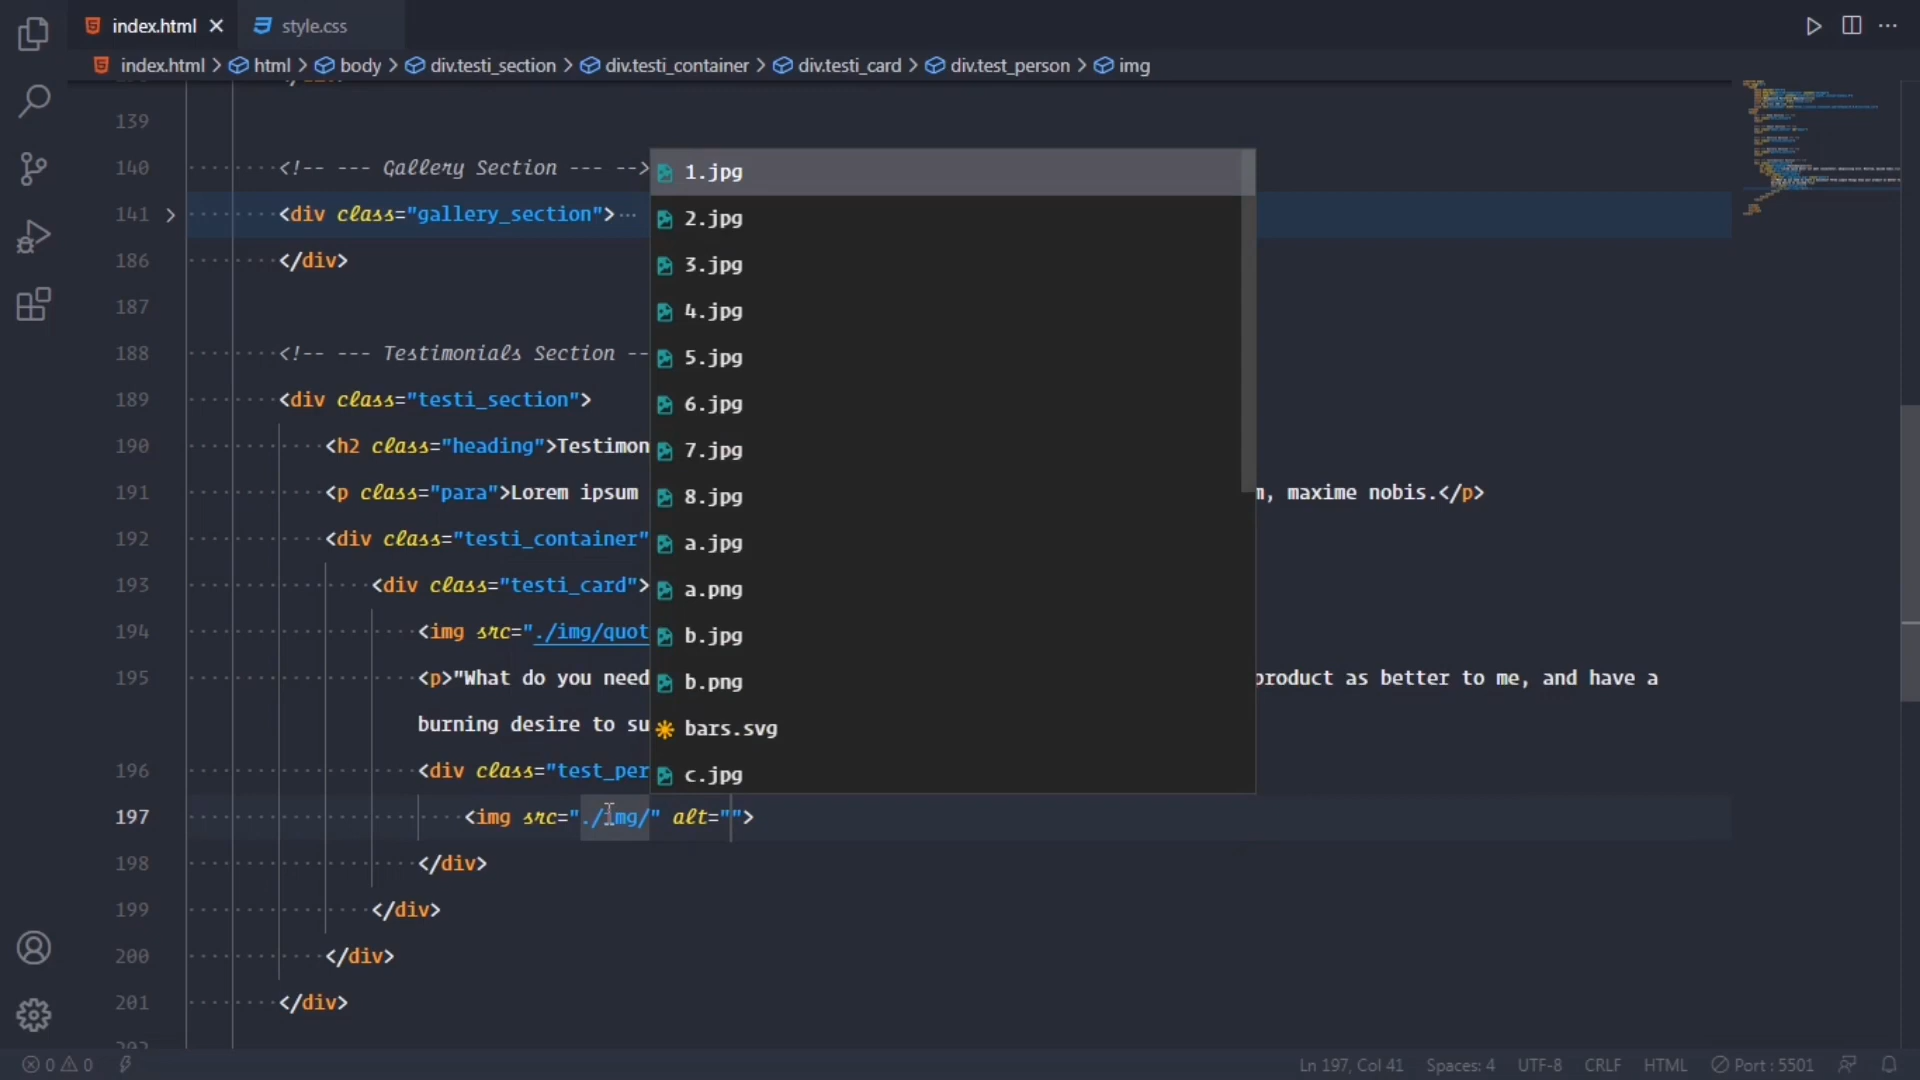 index.html
style.css
index.html > html > body > div.testi_section > div.testi_container > div.testi_card > div.test_person > img
139
140 <!-- --- Gallery Section --- -->
141 <div class="gallery_section"> ···
186 </div>
187
188 <!-- --- Testimonials Section --
189 <div class="testi_section">
190 <h2 class="heading">Testimon
191 <p class="para">Lorem ipsum m, maxime nobis.</p>
192 <div class="testi_container"
193 <div class="testi_card">
194 <img src="./img/quot
195 <p>"What do you need product as better to me, and have a
burning desire to su
196 <div class="test_per
197 <img src="./img/" alt="">
198 </div>
199 </div>
200 </div>
201 </div>
1.jpg
2.jpg
3.jpg
4.jpg
5.jpg
6.jpg
7.jpg
8.jpg
a.jpg
a.png
b.jpg
b.png
bars.svg
c.jpg
0 0
Ln 197, Col 41 Spaces: 4 UTF-8 CRLF HTML Port : 5501